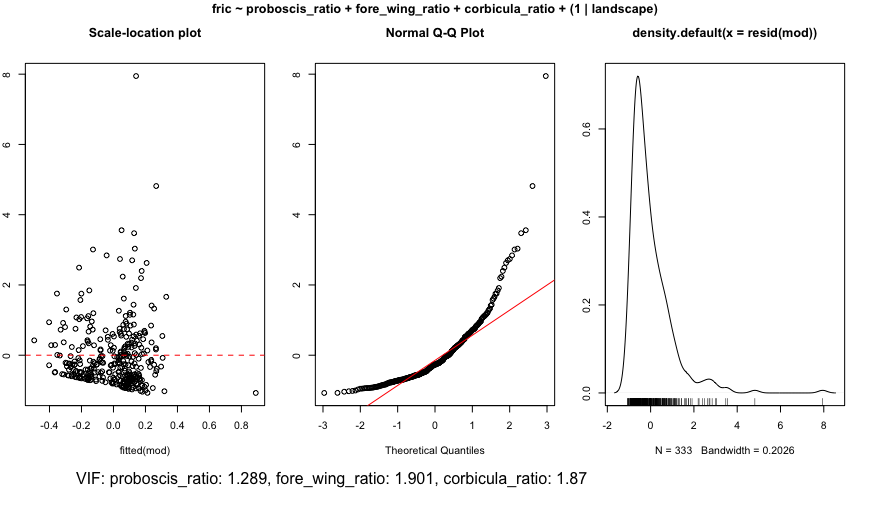 fric ~ proboscis_ratio + fore_wing_ratio + corbicula_ratio + (1 | landscape)
Scale-location plot
Normal Q-Q Plot
density.default(x = resid(mod))
8
6
4
2
0
-0.4 -0.2 0.0 0.2 0.4 0.6 0.8
fitted(mod)
8
6
4
2
0
-3 -2 -1 0 1 2 3
Theoretical Quantiles
0.6
0.4
0.2
0.0
-2 0 2 4 6 8
N = 333 Bandwidth = 0.2026
VIF: proboscis_ratio: 1.289, fore_wing_ratio: 1.901, corbicula_ratio: 1.87